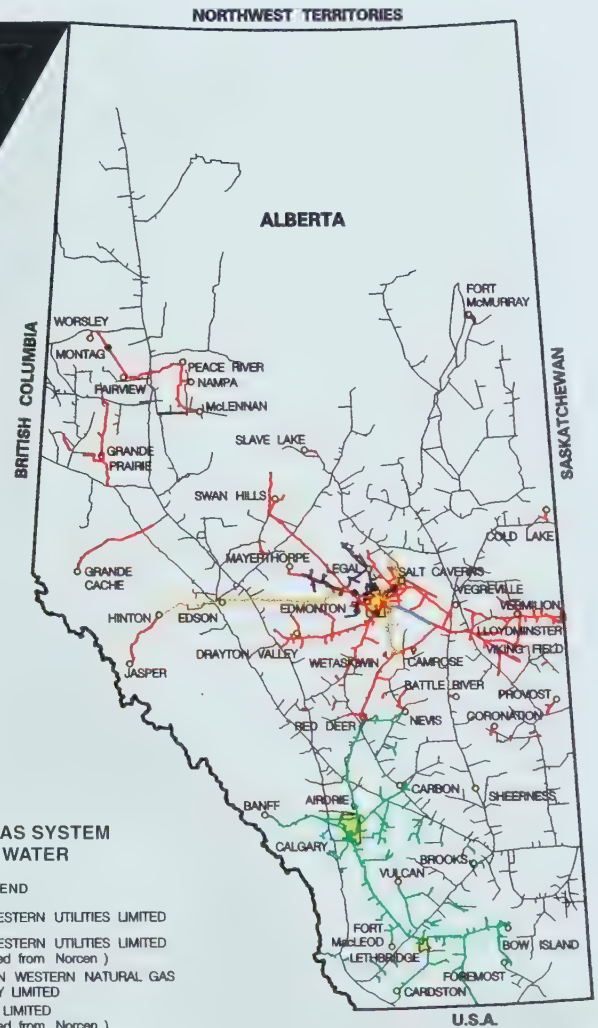 NORTHWEST TERRITORIES
ALBERTA
BRITISH COLUMBIA
SASKATCHEWAN
FORT
McMURRAY
WORSLEY
MONTAG
FAIRVIEW
PEACE RIVER
NAMPA
McLENNAN
GRANDE
PRAIRIE
SLAVE LAKE
SWAN HILLS
COLD LAKE
MAYERTHORPE
LEGAL
SALT CAVERNS
GRANDE
CACHE
VEGREVILLE
VERMILION
HINTON
EDSON
EDMONTON
LLOYDMINSTER
VIKING FIELD
DRAYTON VALLEY
WETASKIWIN
CAMROSE
JASPER
BATTLE RIVER
PROVOST
RED DEER
NEVIS
CORONATION
BANFF
AIRDRIE
CARBON
SHEERNESS
CALGARY
BROOKS
VULCAN
FORT
MacLEOD
LETHBRIDGE
BOW ISLAND
FOREMOST
CARDSTON
U.S.A.
AS SYSTEM
WATER
END
ESTERN UTILITIES LIMITED
ESTERN UTILITIES LIMITED
ed from Norcen )
N WESTERN NATURAL GAS
Y LIMITED
LIMITED
ed from Norcen )